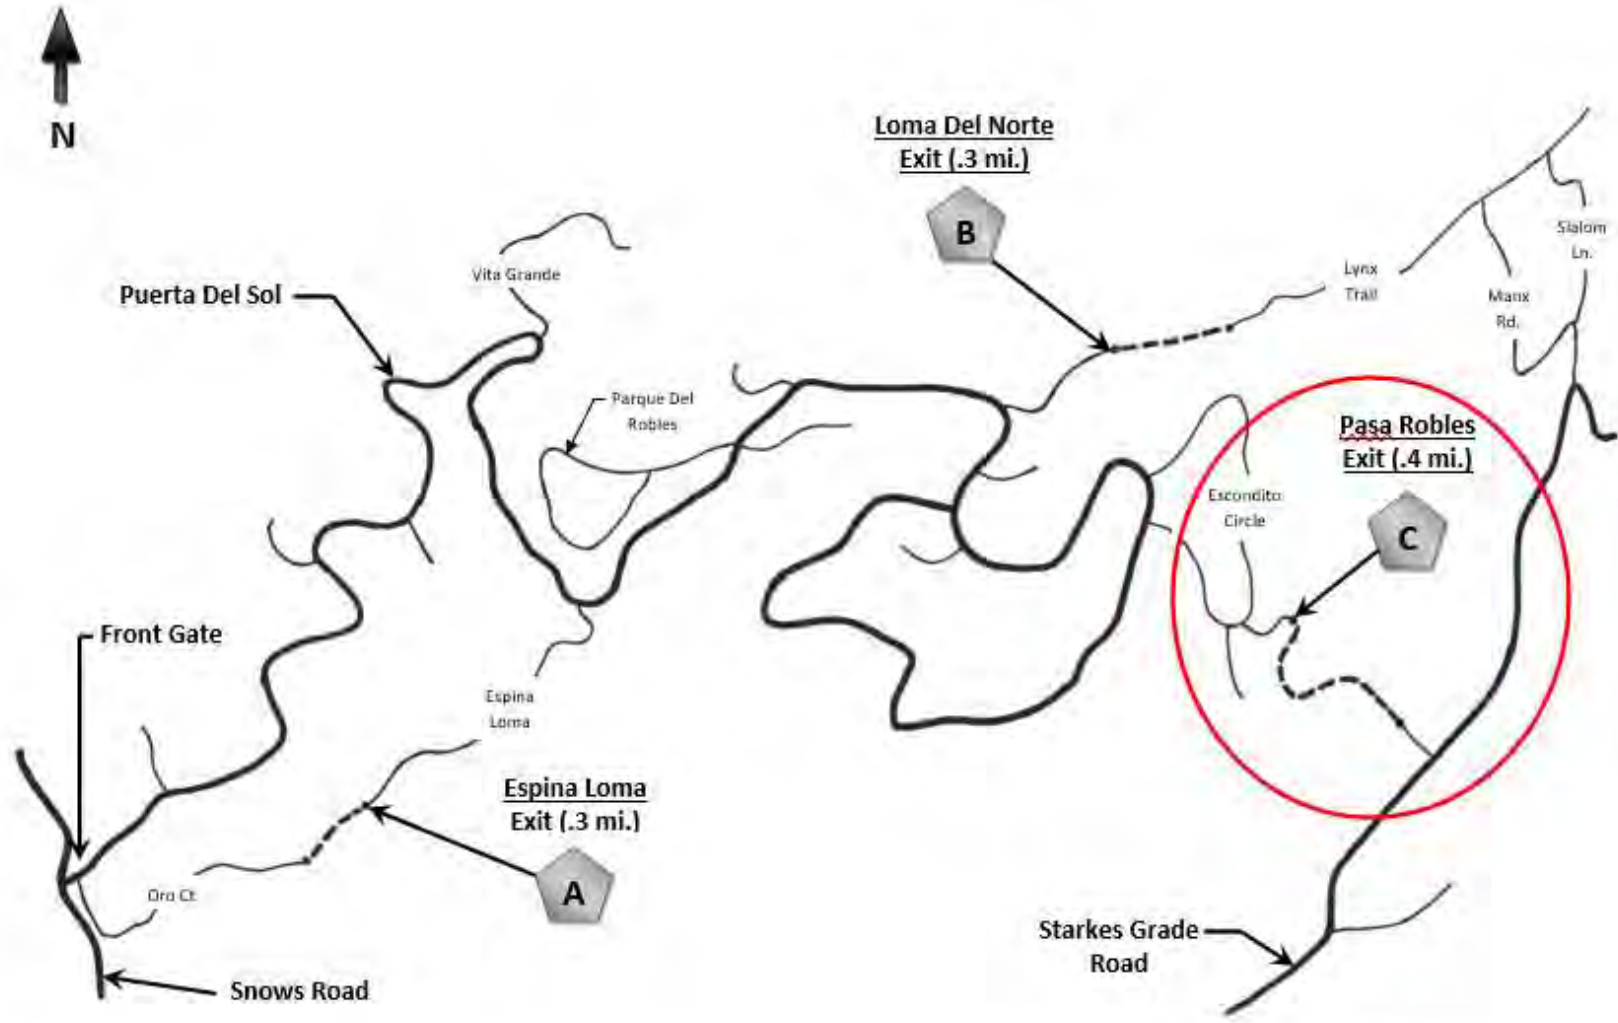 N
Loma Del Norte
Exit (.3 mi.)
B
Vita Grande
Puerta Del Sol
Slalom
Ln.
Lynx
Trail
Manx
Rd.
Parque Del
Robles
Pasa Robles
Exit (.4 mi.)
C
Escondito
Circle
Front Gate
Espina
Loma
Espina Loma
Exit (.3 mi.)
A
Oro Ct
Starkes Grade
Road
Snows Road